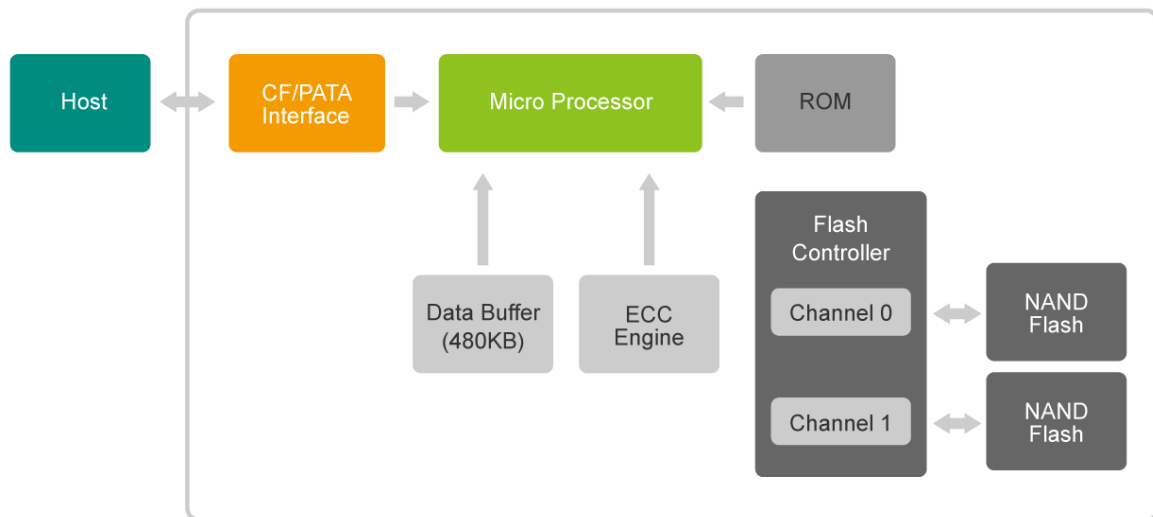 Host
CF/PATA
Interface
Micro Processor
ROM
Flash
Controller
Data Buffer
(480KB)
ECC
Engine
Channel 0
NAND
Flash
Channel 1
NAND
Flash